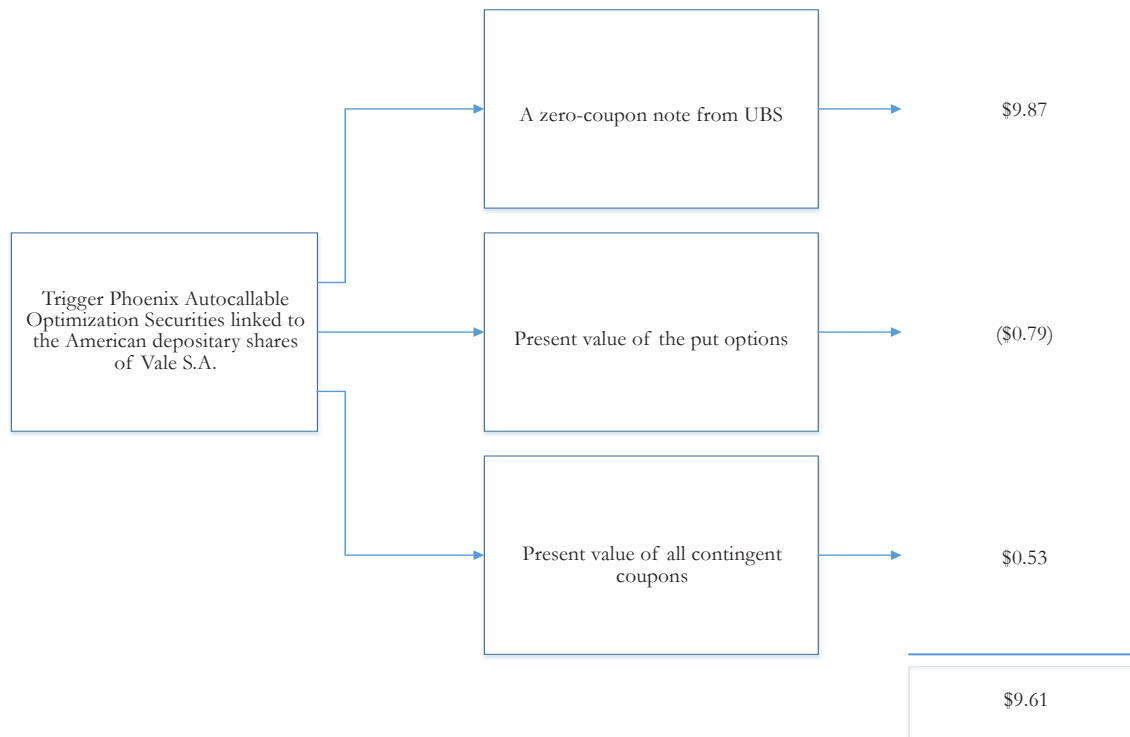 A zero-coupon note from UBS
$9.87
Trigger Phoenix Autocallable
Optimization Securities linked to
the American depositary shares
of Vale S.A.
Present value of the put options
($0.79)
Present value of all contingent
coupons
$0.53
$9.61